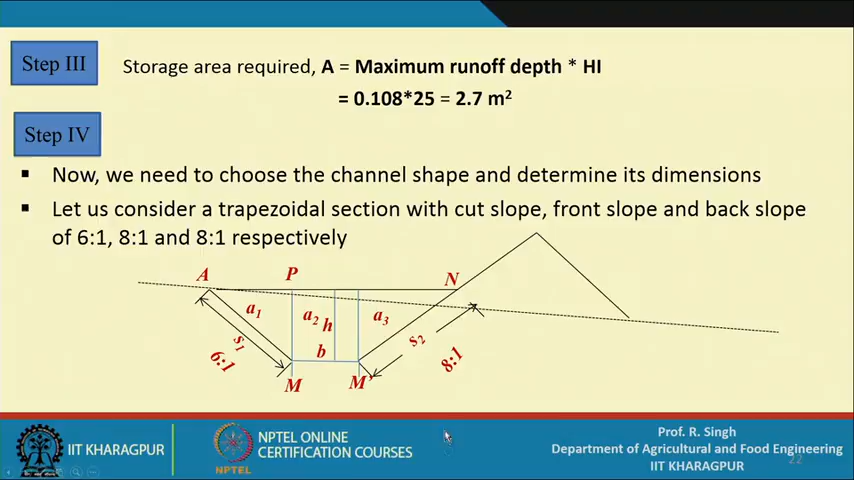 Step III
Storage area required, A = Maximum runoff depth * HI
= 0.108*25 = 2.7 m²
Step IV
▪ Now, we need to choose the channel shape and determine its dimensions
▪ Let us consider a trapezoidal section with cut slope, front slope and back slope
of 6:1, 8:1 and 8:1 respectively
A P N
a₁ a₂ h a₃
s₁ b s₂
6:1 8:1
M M'
IIT KHARAGPUR
NPTEL
NPTEL ONLINE
CERTIFICATION COURSES
Prof. R. Singh
Department of Agricultural and Food Engineering
IIT KHARAGPUR
22